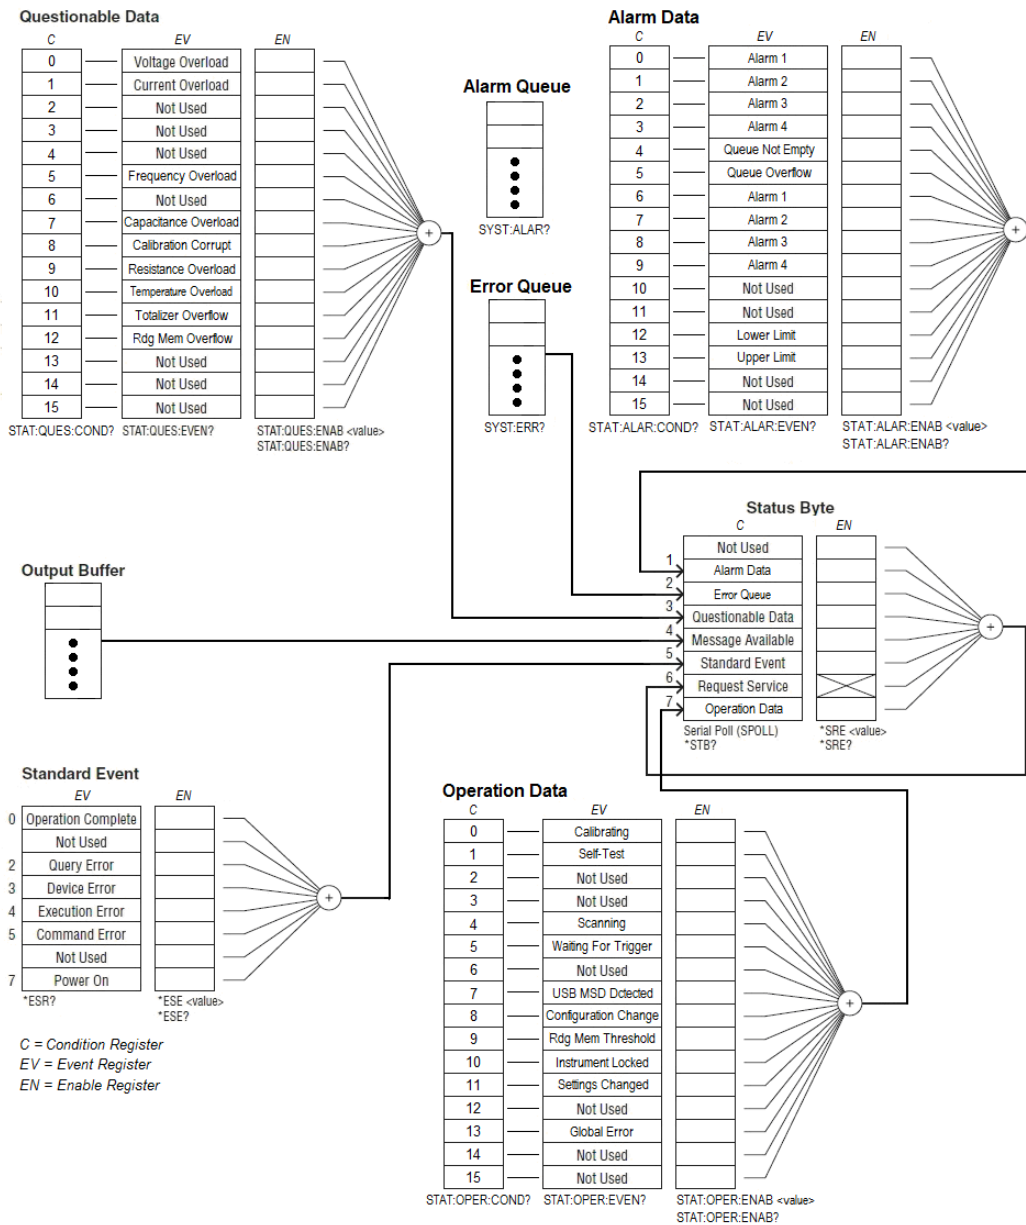 Questionable Data
C EV EN
0 Voltage Overload
1 Current Overload
2 Not Used
3 Not Used
4 Not Used
5 Frequency Overload
6 Not Used
7 Capacitance Overload
8 Calibration Corrupt
9 Resistance Overload
10 Temperature Overload
11 Totalizer Overflow
12 Rdg Mem Overflow
13 Not Used
14 Not Used
15 Not Used
STAT:QUES:COND? STAT:QUES:EVEN? STAT:QUES:ENAB <value>
STAT:QUES:ENAB?
+
Alarm Queue
SYST:ALAR?
Error Queue
SYST:ERR?
Alarm Data
C EV EN
0 Alarm 1
1 Alarm 2
2 Alarm 3
3 Alarm 4
4 Queue Not Empty
5 Queue Overflow
6 Alarm 1
7 Alarm 2
8 Alarm 3
9 Alarm 4
10 Not Used
11 Not Used
12 Lower Limit
13 Upper Limit
14 Not Used
15 Not Used
STAT:ALAR:COND? STAT:ALAR:EVEN? STAT:ALAR:ENAB <value>
STAT:ALAR:ENAB?
+
Status Byte
C EN
Not Used
1 Alarm Data
2 Error Queue
3 Questionable Data
4 Message Available
5 Standard Event
6 Request Service
7 Operation Data
Serial Poll (SPOLL) *SRE <value>
*STB? *SRE?
+
Output Buffer
Standard Event
EV EN
0 Operation Complete
Not Used
2 Query Error
3 Device Error
4 Execution Error
5 Command Error
Not Used
7 Power On
*ESR? *ESE <value>
*ESE?
+
C = Condition Register
EV = Event Register
EN = Enable Register
Operation Data
C EV EN
0 Calibrating
1 Self-Test
2 Not Used
3 Not Used
4 Scanning
5 Waiting For Trigger
6 Not Used
7 USB MSD Dctected
8 Configuration Change
9 Rdg Mem Threshold
10 Instrument Locked
11 Settings Changed
12 Not Used
13 Global Error
14 Not Used
15 Not Used
STAT:OPER:COND? STAT:OPER:EVEN? STAT:OPER:ENAB <value>
STAT:OPER:ENAB?
+